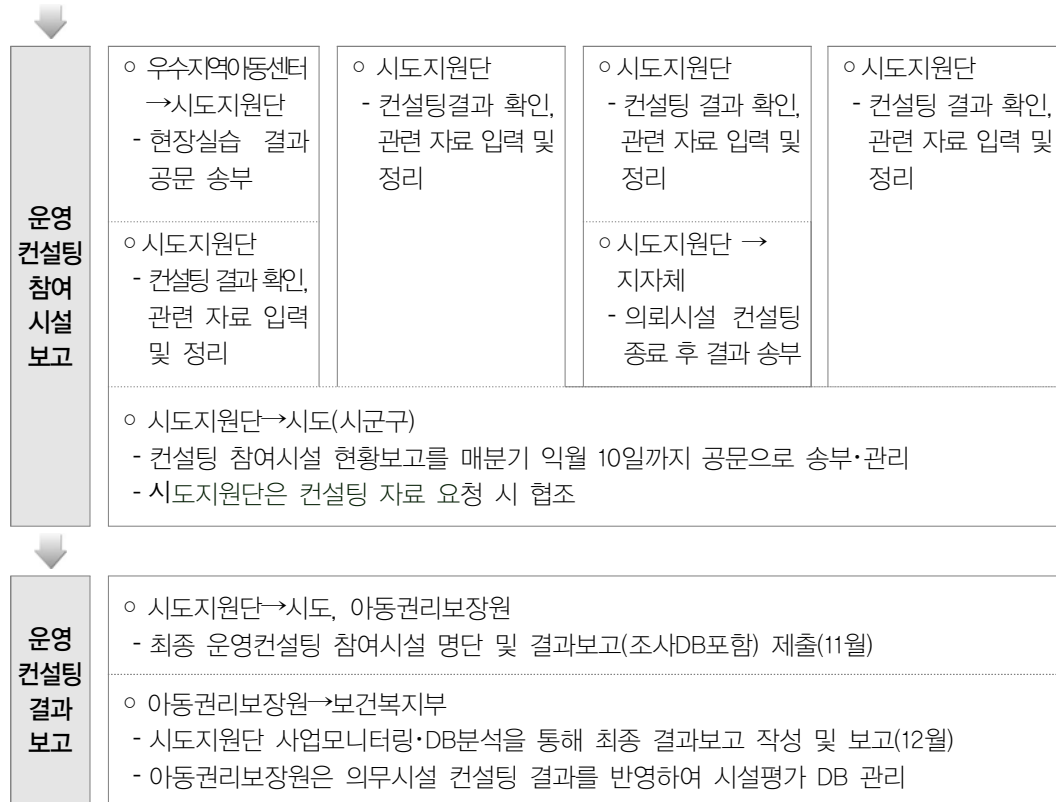 운영
컨설팅
참여
시설
보고
○ 우수지역아동센터
→시도지원단
- 현장실습 결과
공문 송부
○ 시도지원단
- 컨설팅 결과 확인,
관련 자료 입력
및 정리
○ 시도지원단
- 컨설팅결과 확인,
관련 자료 입력 및
정리
○ 시도지원단
- 컨설팅 결과 확인,
관련 자료 입력 및
정리
○ 시도지원단 →
지자체
- 의뢰시설 컨설팅
종료 후 결과 송부
○ 시도지원단
- 컨설팅 결과 확인,
관련 자료 입력 및
정리
○ 시도지원단→시도(시군구)
- 컨설팅 참여시설 현황보고를 매분기 익월 10일까지 공문으로 송부･관리
- 시도지원단은 컨설팅 자료 요청 시 협조
운영
컨설팅
결과
보고
○ 시도지원단→시도, 아동권리보장원
- 최종 운영컨설팅 참여시설 명단 및 결과보고(조사DB포함) 제출(11월)
○ 아동권리보장원→보건복지부
- 시도지원단 사업모니터링･DB분석을 통해 최종 결과보고 작성 및 보고(12월)
- 아동권리보장원은 의무시설 컨설팅 결과를 반영하여 시설평가 DB 관리